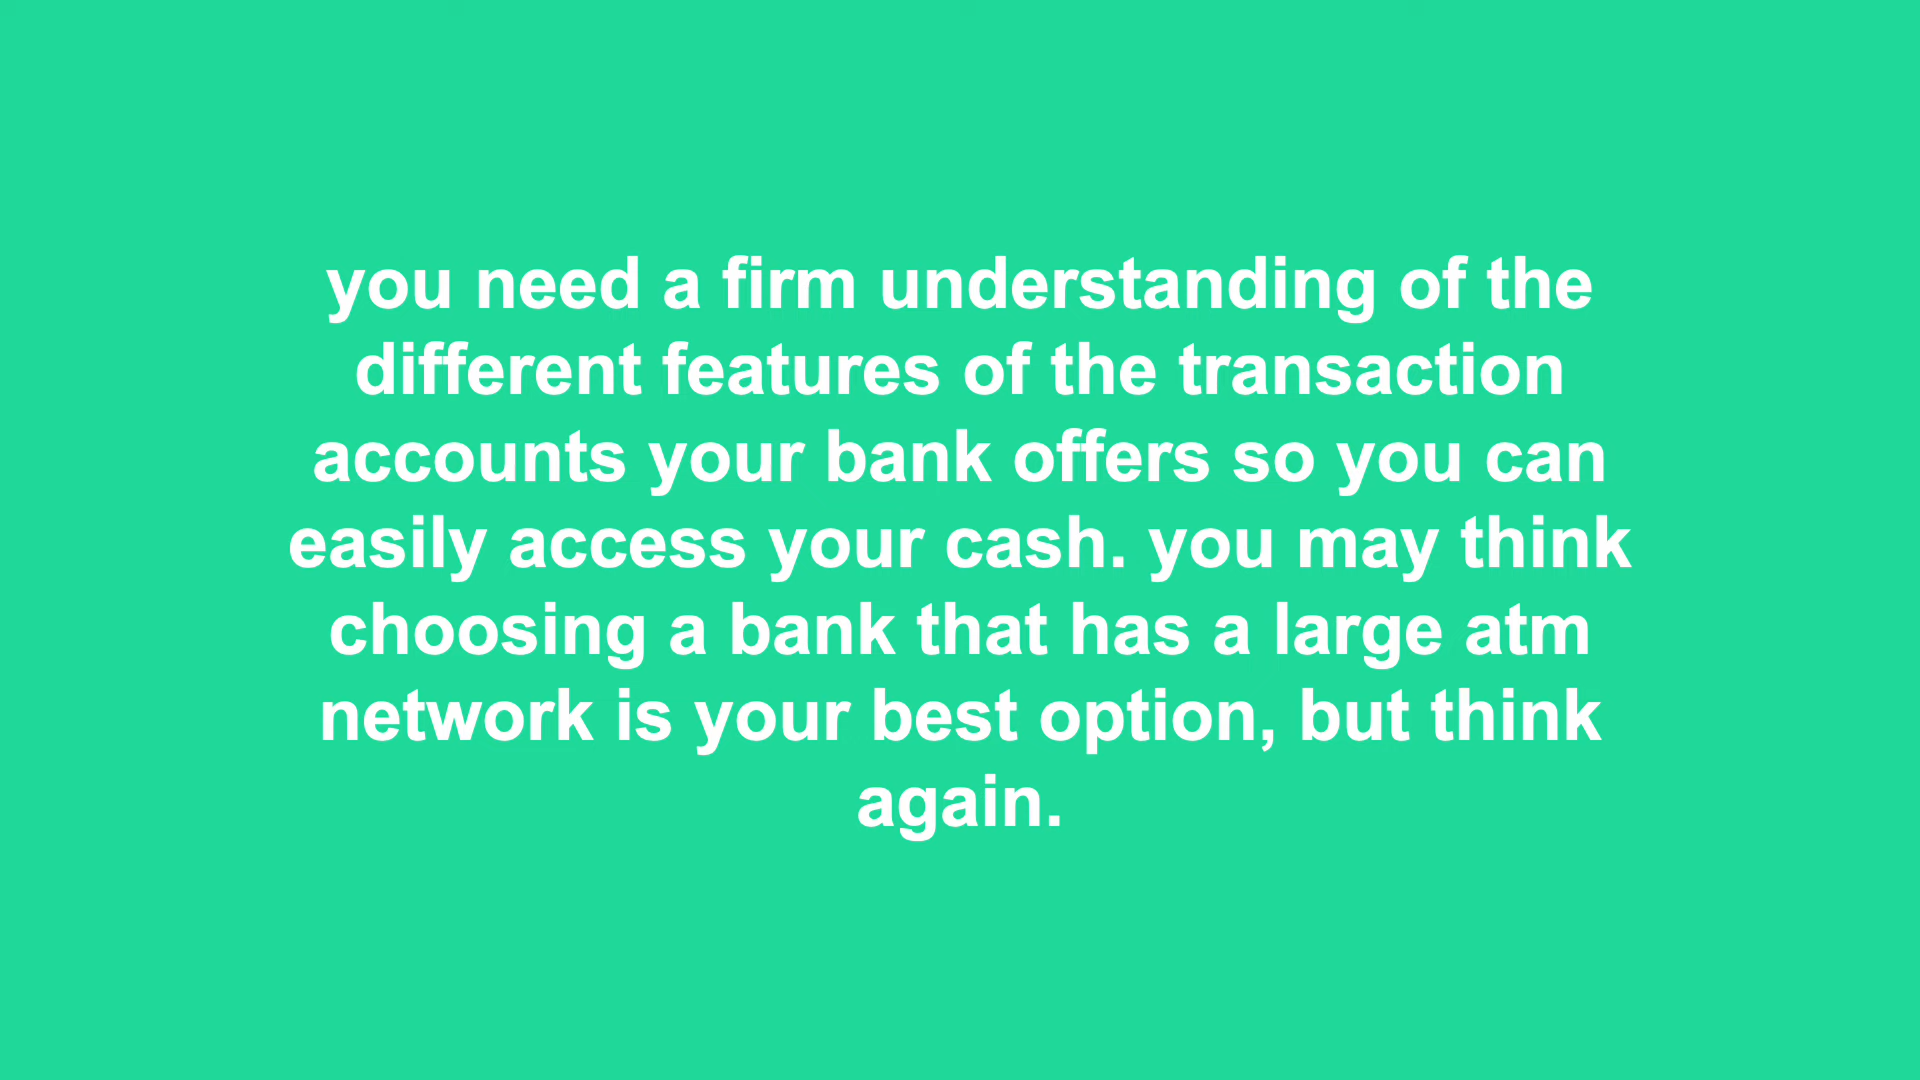 you need a firm understanding of the
different features of the transaction
accounts your bank offers so you can
easily access your cash. you may think
choosing a bank that has a large atm
network is your best option, but think
again.